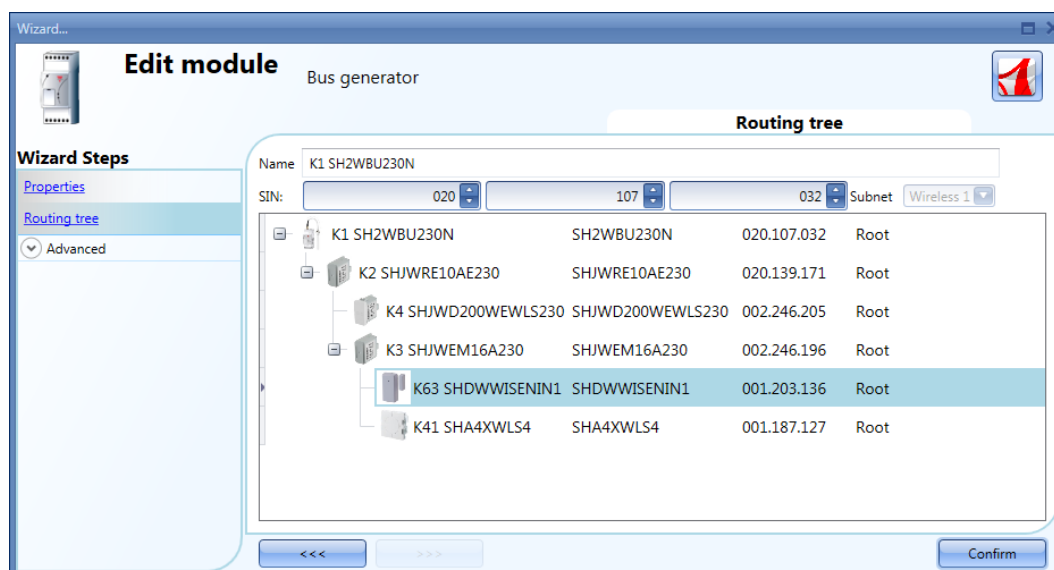 Wizard...
Edit module
Bus generator
Routing tree
Wizard Steps
Properties
Routing tree
Advanced
Name K1 SH2WBU230N
SIN: 020 107 032 Subnet Wireless 1
K1 SH2WBU230N SH2WBU230N 020.107.032 Root
K2 SHJWRE10AE230 SHJWRE10AE230 020.139.171 Root
K4 SHJWD200WEWLS230 SHJWD200WEWLS230 002.246.205 Root
K3 SHJWEM16A230 SHJWEM16A230 002.246.196 Root
K63 SHDWWISENIN1 SHDWWISENIN1 001.203.136 Root
K41 SHA4XWLS4 SHA4XWLS4 001.187.127 Root
<<< >>> Confirm